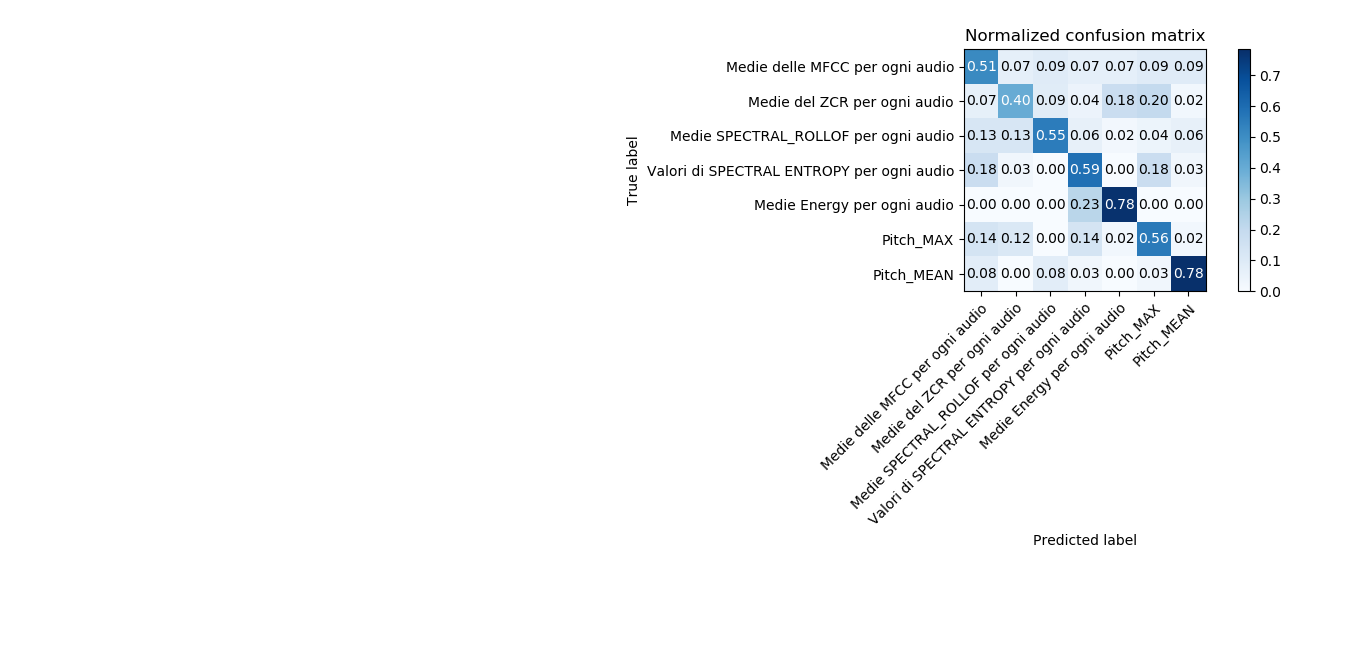 Normalized confusion matrix
True label
Medie delle MFCC per ogni audio 0.51 0.07 0.09 0.07 0.07 0.09 0.09
Medie del ZCR per ogni audio 0.07 0.40 0.09 0.04 0.18 0.20 0.02
Medie SPECTRAL_ROLLOF per ogni audio 0.13 0.13 0.55 0.06 0.02 0.04 0.06
Valori di SPECTRAL ENTROPY per ogni audio 0.18 0.03 0.00 0.59 0.00 0.18 0.03
Medie Energy per ogni audio 0.00 0.00 0.00 0.23 0.78 0.00 0.00
Pitch_MAX 0.14 0.12 0.00 0.14 0.02 0.56 0.02
Pitch_MEAN 0.08 0.00 0.08 0.03 0.00 0.03 0.78
Medie delle MFCC per ogni audio
Medie del ZCR per ogni audio
Medie SPECTRAL_ROLLOF per ogni audio
Valori di SPECTRAL ENTROPY per ogni audio
Medie Energy per ogni audio
Pitch_MAX
Pitch_MEAN
Predicted label
0.7
0.6
0.5
0.4
0.3
0.2
0.1
0.0